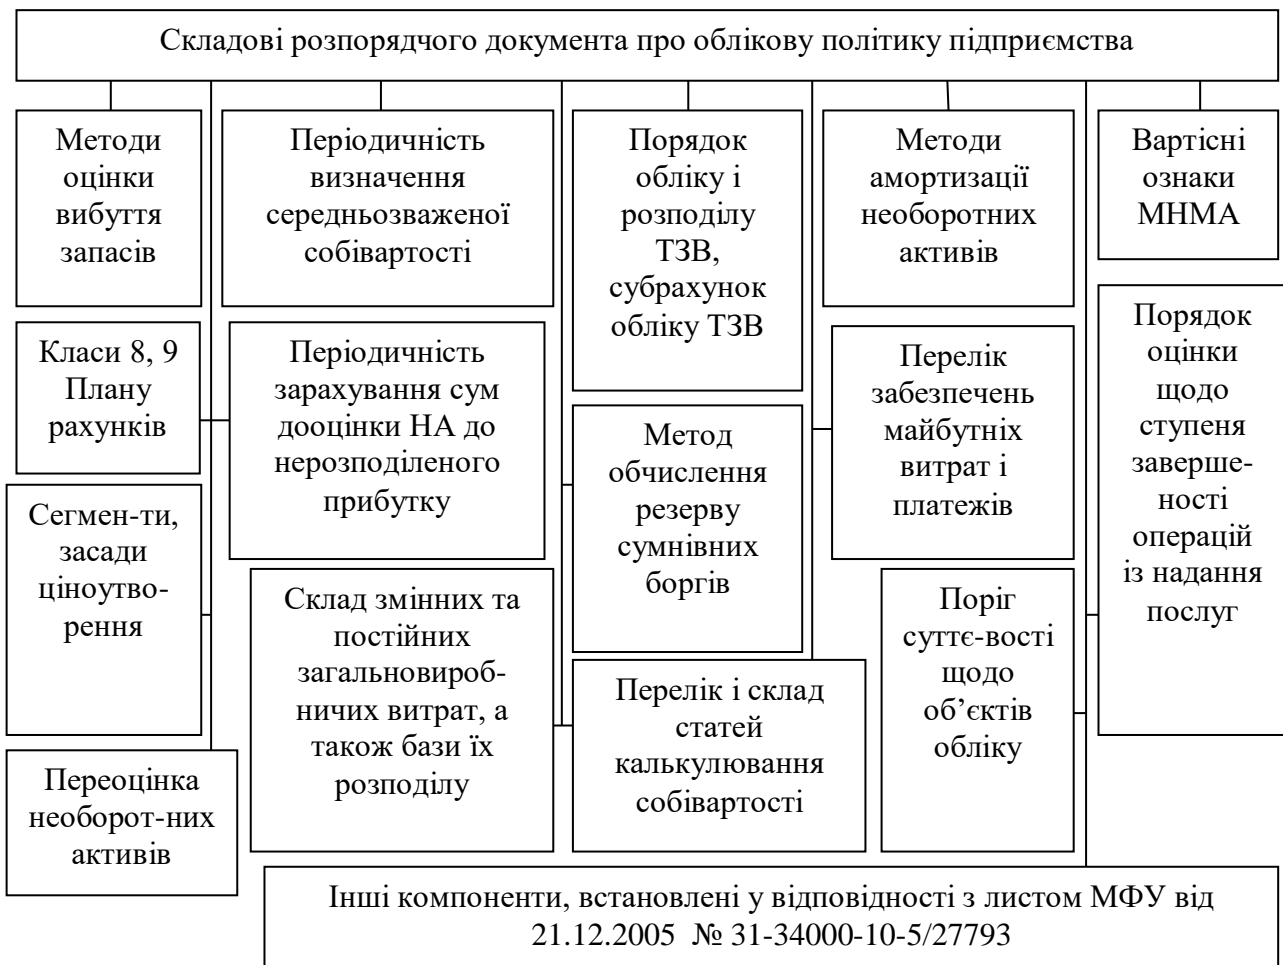 Складові розпорядчого документа про облікову політику підприємства
Методи
оцінки
вибуття
запасів
Періодичність
визначення
середньозваженої
собівартості
Порядок
обліку і
розподілу
ТЗВ,
субрахунок
обліку ТЗВ
Методи
амортизації
необоротних
активів
Вартісні
ознаки
МНМА
Класи 8, 9
Плану
рахунків
Періодичність
зарахування сум
дооцінки НА до
нерозподіленого
прибутку
Метод
обчислення
резерву
сумнівних
боргів
Перелік
забезпечень
майбутніх
витрат і
платежів
Порядок
оцінки
щодо
ступеня
заверше-
ності
операцій
із надання
послуг
Сегмен-ти,
засади
ціноутво-
рення
Склад змінних та
постійних
загальновироб-
ничих витрат, а
також бази їх
розподілу
Перелік і склад
статей
калькулювання
собівартості
Поріг
суттє-вості
щодо
об’єктів
обліку
Переоцінка
необорот-них
активів
Інші компоненти, встановлені у відповідності з листом МФУ від
21.12.2005 № 31-34000-10-5/27793